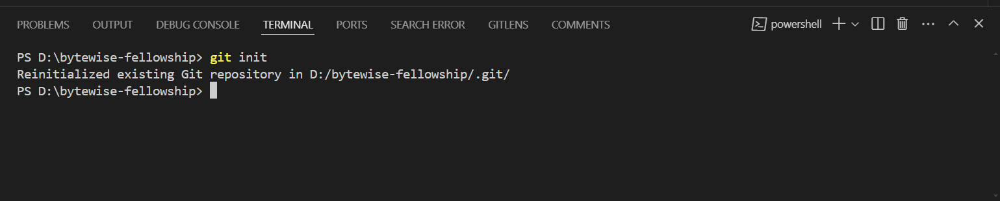 PROBLEMS OUTPUT DEBUG CONSOLE TERMINAL PORTS SEARCH ERROR GITLENS COMMENTS powershell
PS D:\bytewise-fellowship> git init
Reinitialized existing Git repository in D:/bytewise-fellowship/.git/
PS D:\bytewise-fellowship>